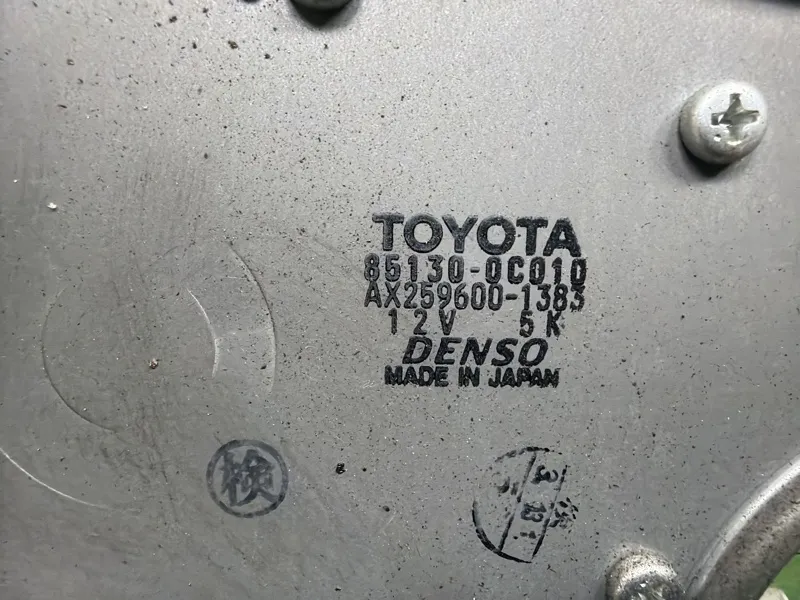 TOYOTA
85130-0C010
AX259600-1383
12V 5K
DENSO
MADE IN JAPAN
検